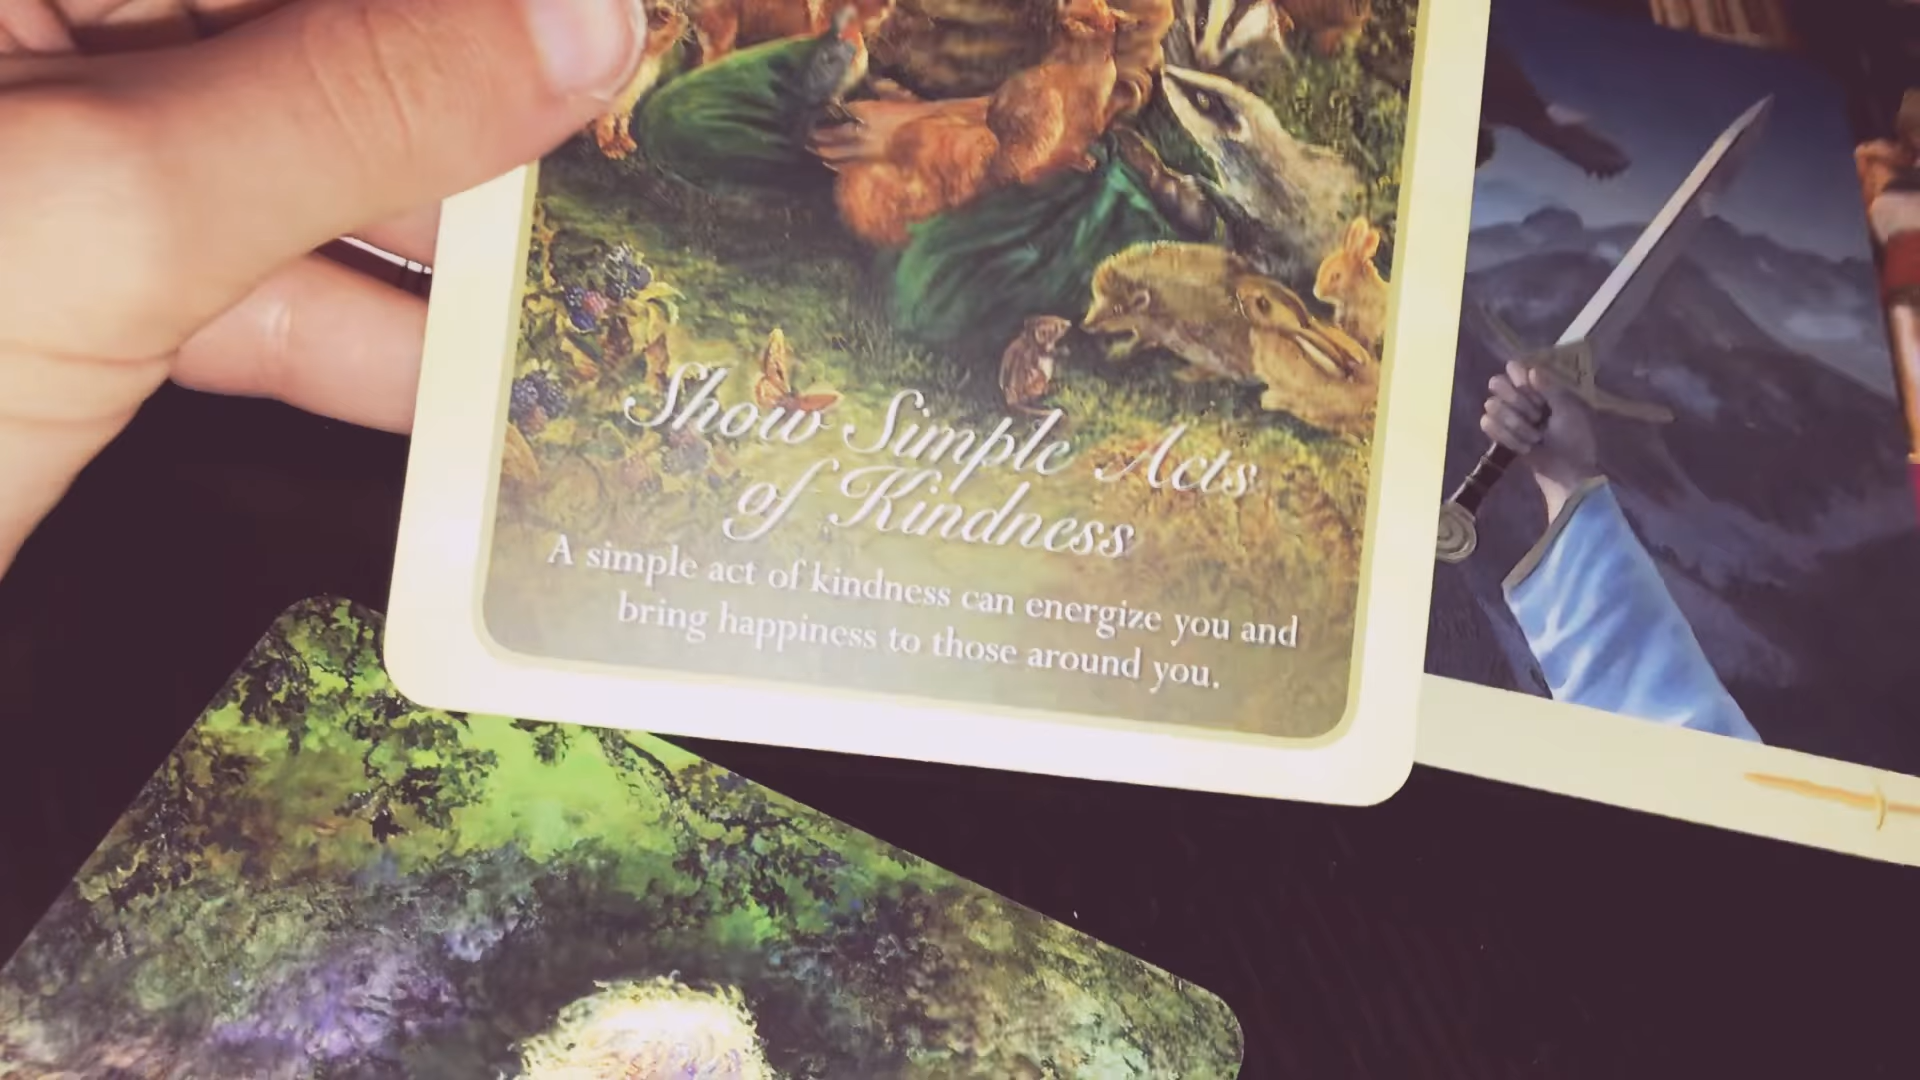 Show Simple Acts
of Kindness
A simple act of kindness can energize you and
bring happiness to those around you.